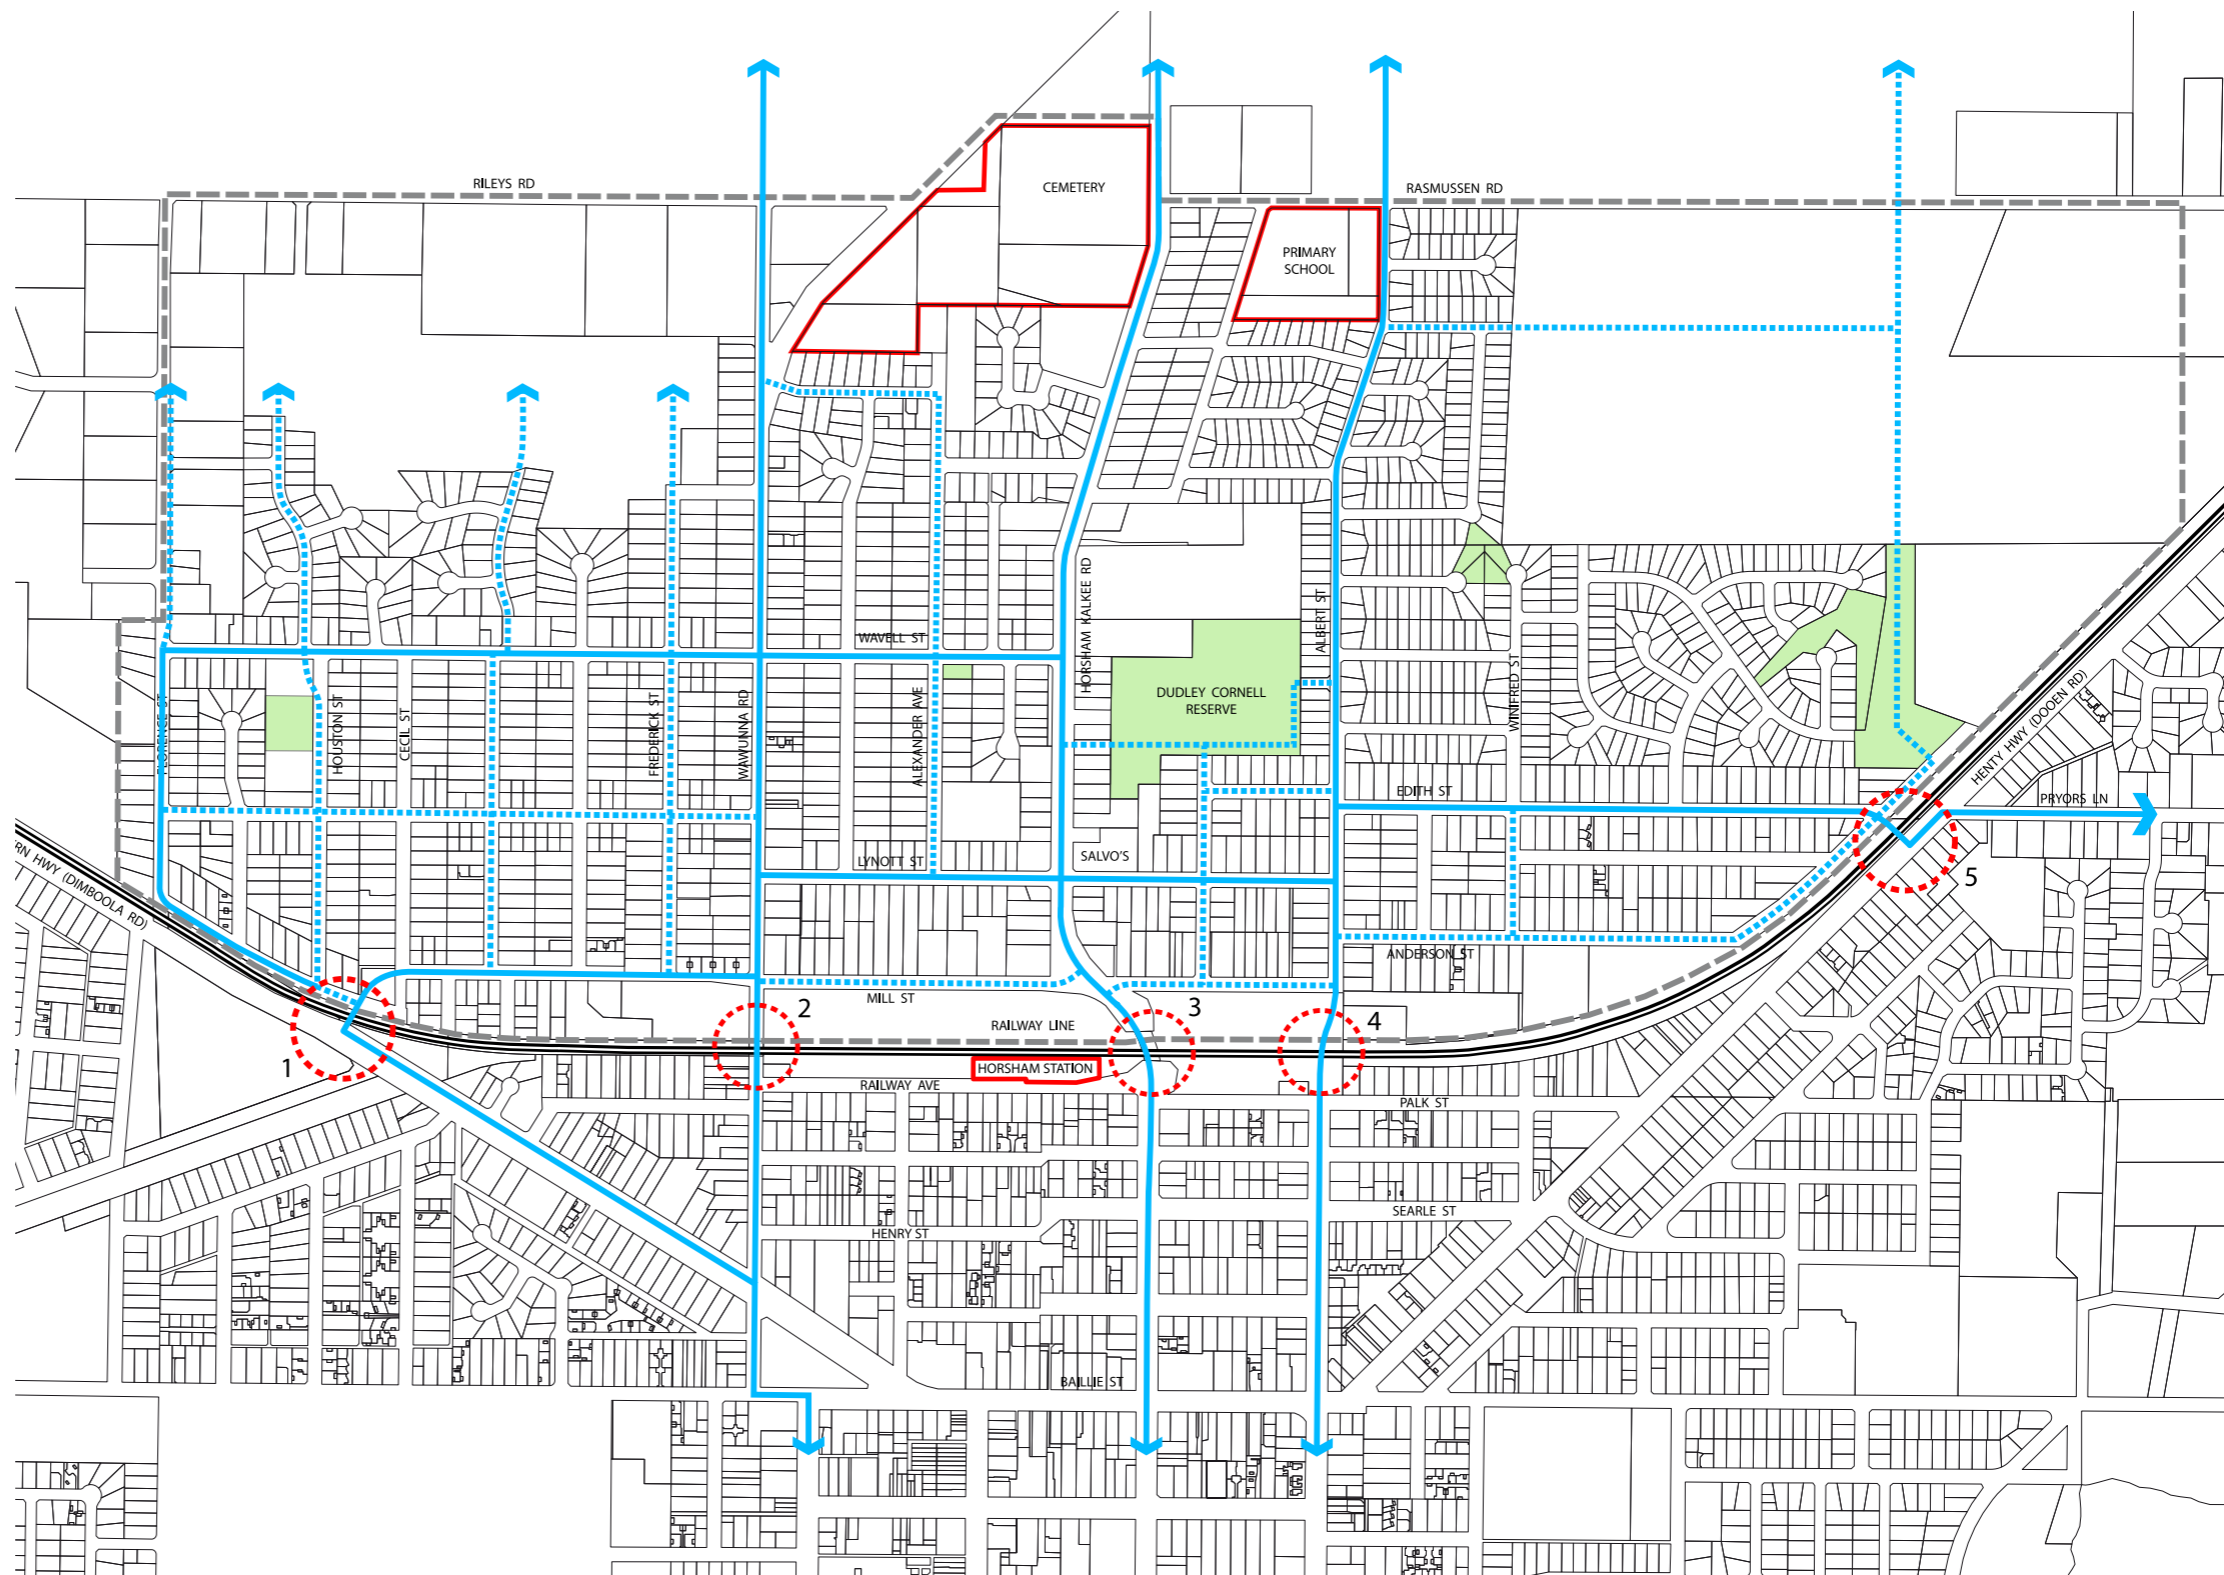 RILEYS RD
CEMETERY
RASMUSSEN RD
PRIMARY
SCHOOL
HORSHAM KALKEE RD
ALBERT ST
WAVELL ST
DUDLEY CORNELL
RESERVE
FLORENCE ST
HOUSTON ST
CECIL ST
FREDERICK ST
WAWUNNA RD
ALEXANDER AVE
WINIFRED ST
HENTY HWY (DOOEN RD)
EDITH ST
PRYORS LN
LYNOTT ST
SALVO'S
RN HWY (DIMBOOLA RD)
5
ANDERSON ST
MILL ST
2
3
4
RAILWAY LINE
1
HORSHAM STATION
RAILWAY AVE
PALK ST
SEARLE ST
HENRY ST
BAILLIE ST